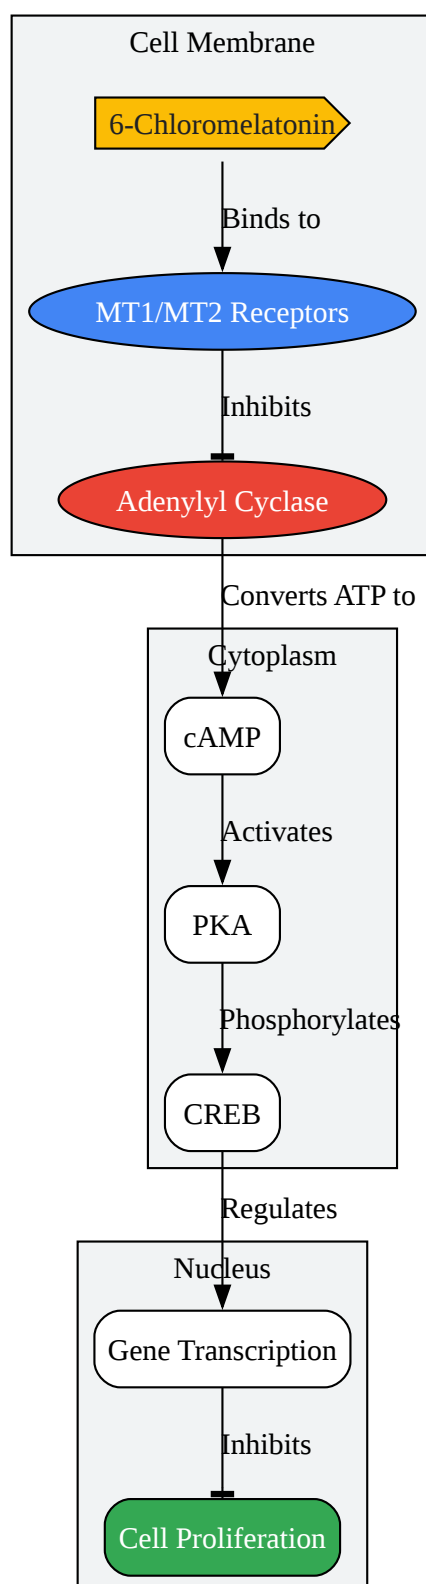 Cell Membrane
6-Chloromelatonin
Binds to
MT1/MT2 Receptors
Inhibits
Adenylyl Cyclase
Converts ATP to
Cytoplasm
cAMP
Activates
PKA
Phosphorylates
CREB
Regulates
Nucleus
Gene Transcription
Inhibits
Cell Proliferation